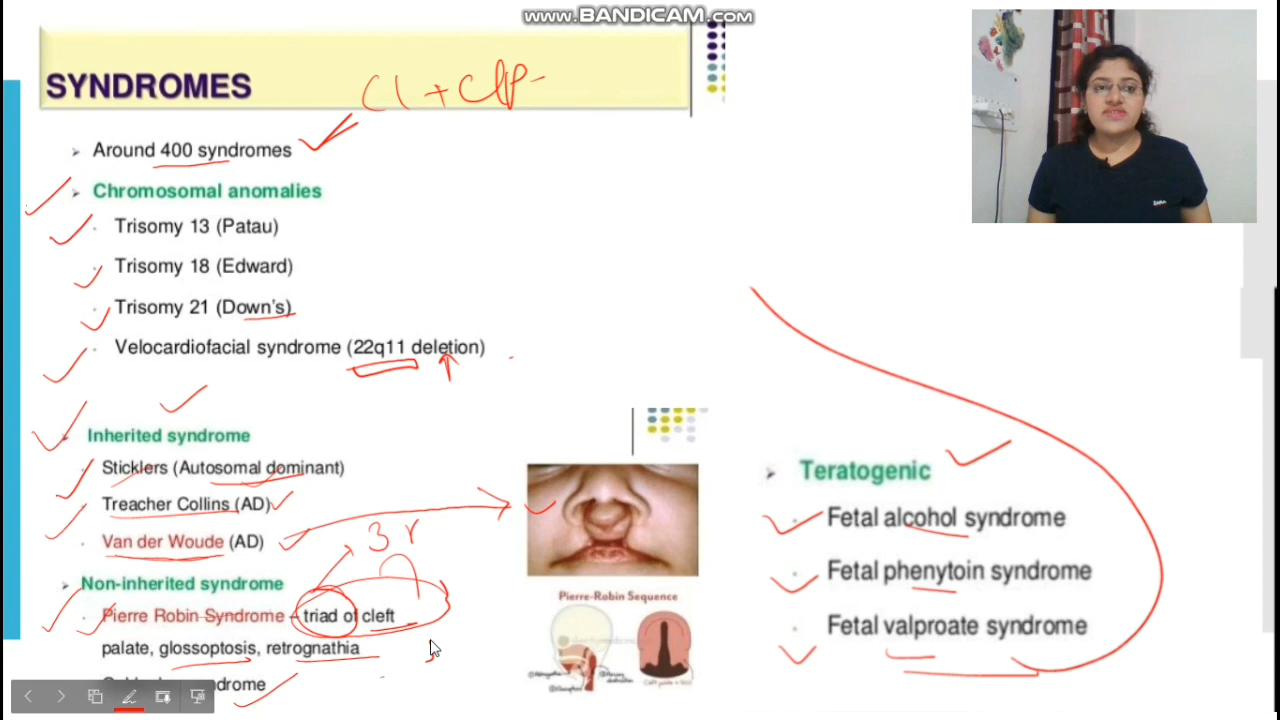 www.BANDICAM.com
SYNDROMES
Cl + Cl/P
Around 400 syndromes
Chromosomal anomalies
Trisomy 13 (Patau)
Trisomy 18 (Edward)
Trisomy 21 (Down's)
Velocardiofacial syndrome (22q11 deletion)
Inherited syndrome
Sticklers (Autosomal dominant)
Treacher Collins (AD)
Van der Woude (AD)
3 r
Non-inherited syndrome
Pierre Robin Syndrome – triad of cleft
palate, glossoptosis, retrognathia
syndrome
Pierre-Robin Sequence
Teratogenic
Fetal alcohol syndrome
Fetal phenytoin syndrome
Fetal valproate syndrome